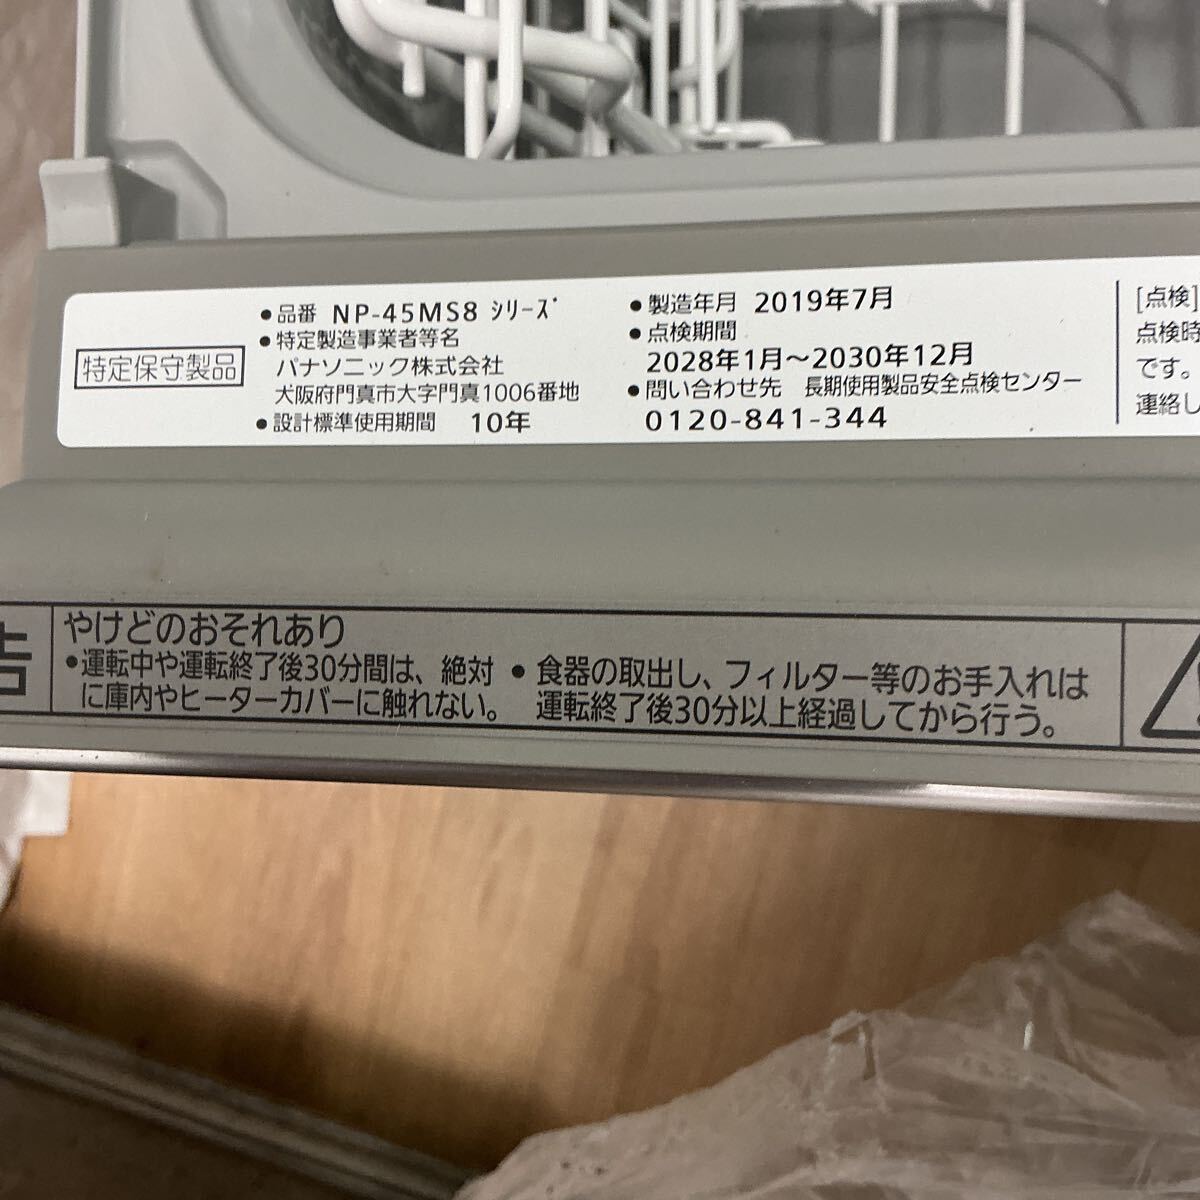 特定保守製品
●品番 NP-45MS8 シリーズ
●特定製造事業者等名
パナソニック株式会社
大阪府門真市大字門真1006番地
●設計標準使用期間 10年
●製造年月 2019年7月
●点検期間
2028年1月～2030年12月
●問い合わせ先 長期使用製品安全点検センター
0120-841-344
[点検]
点検時
です。
連絡し
告
やけどのおそれあり
•運転中や運転終了後30分間は、絶対
に庫内やヒーターカバーに触れない。
•食器の取出し、フィルター等のお手入れは
運転終了後30分以上経過してから行う。